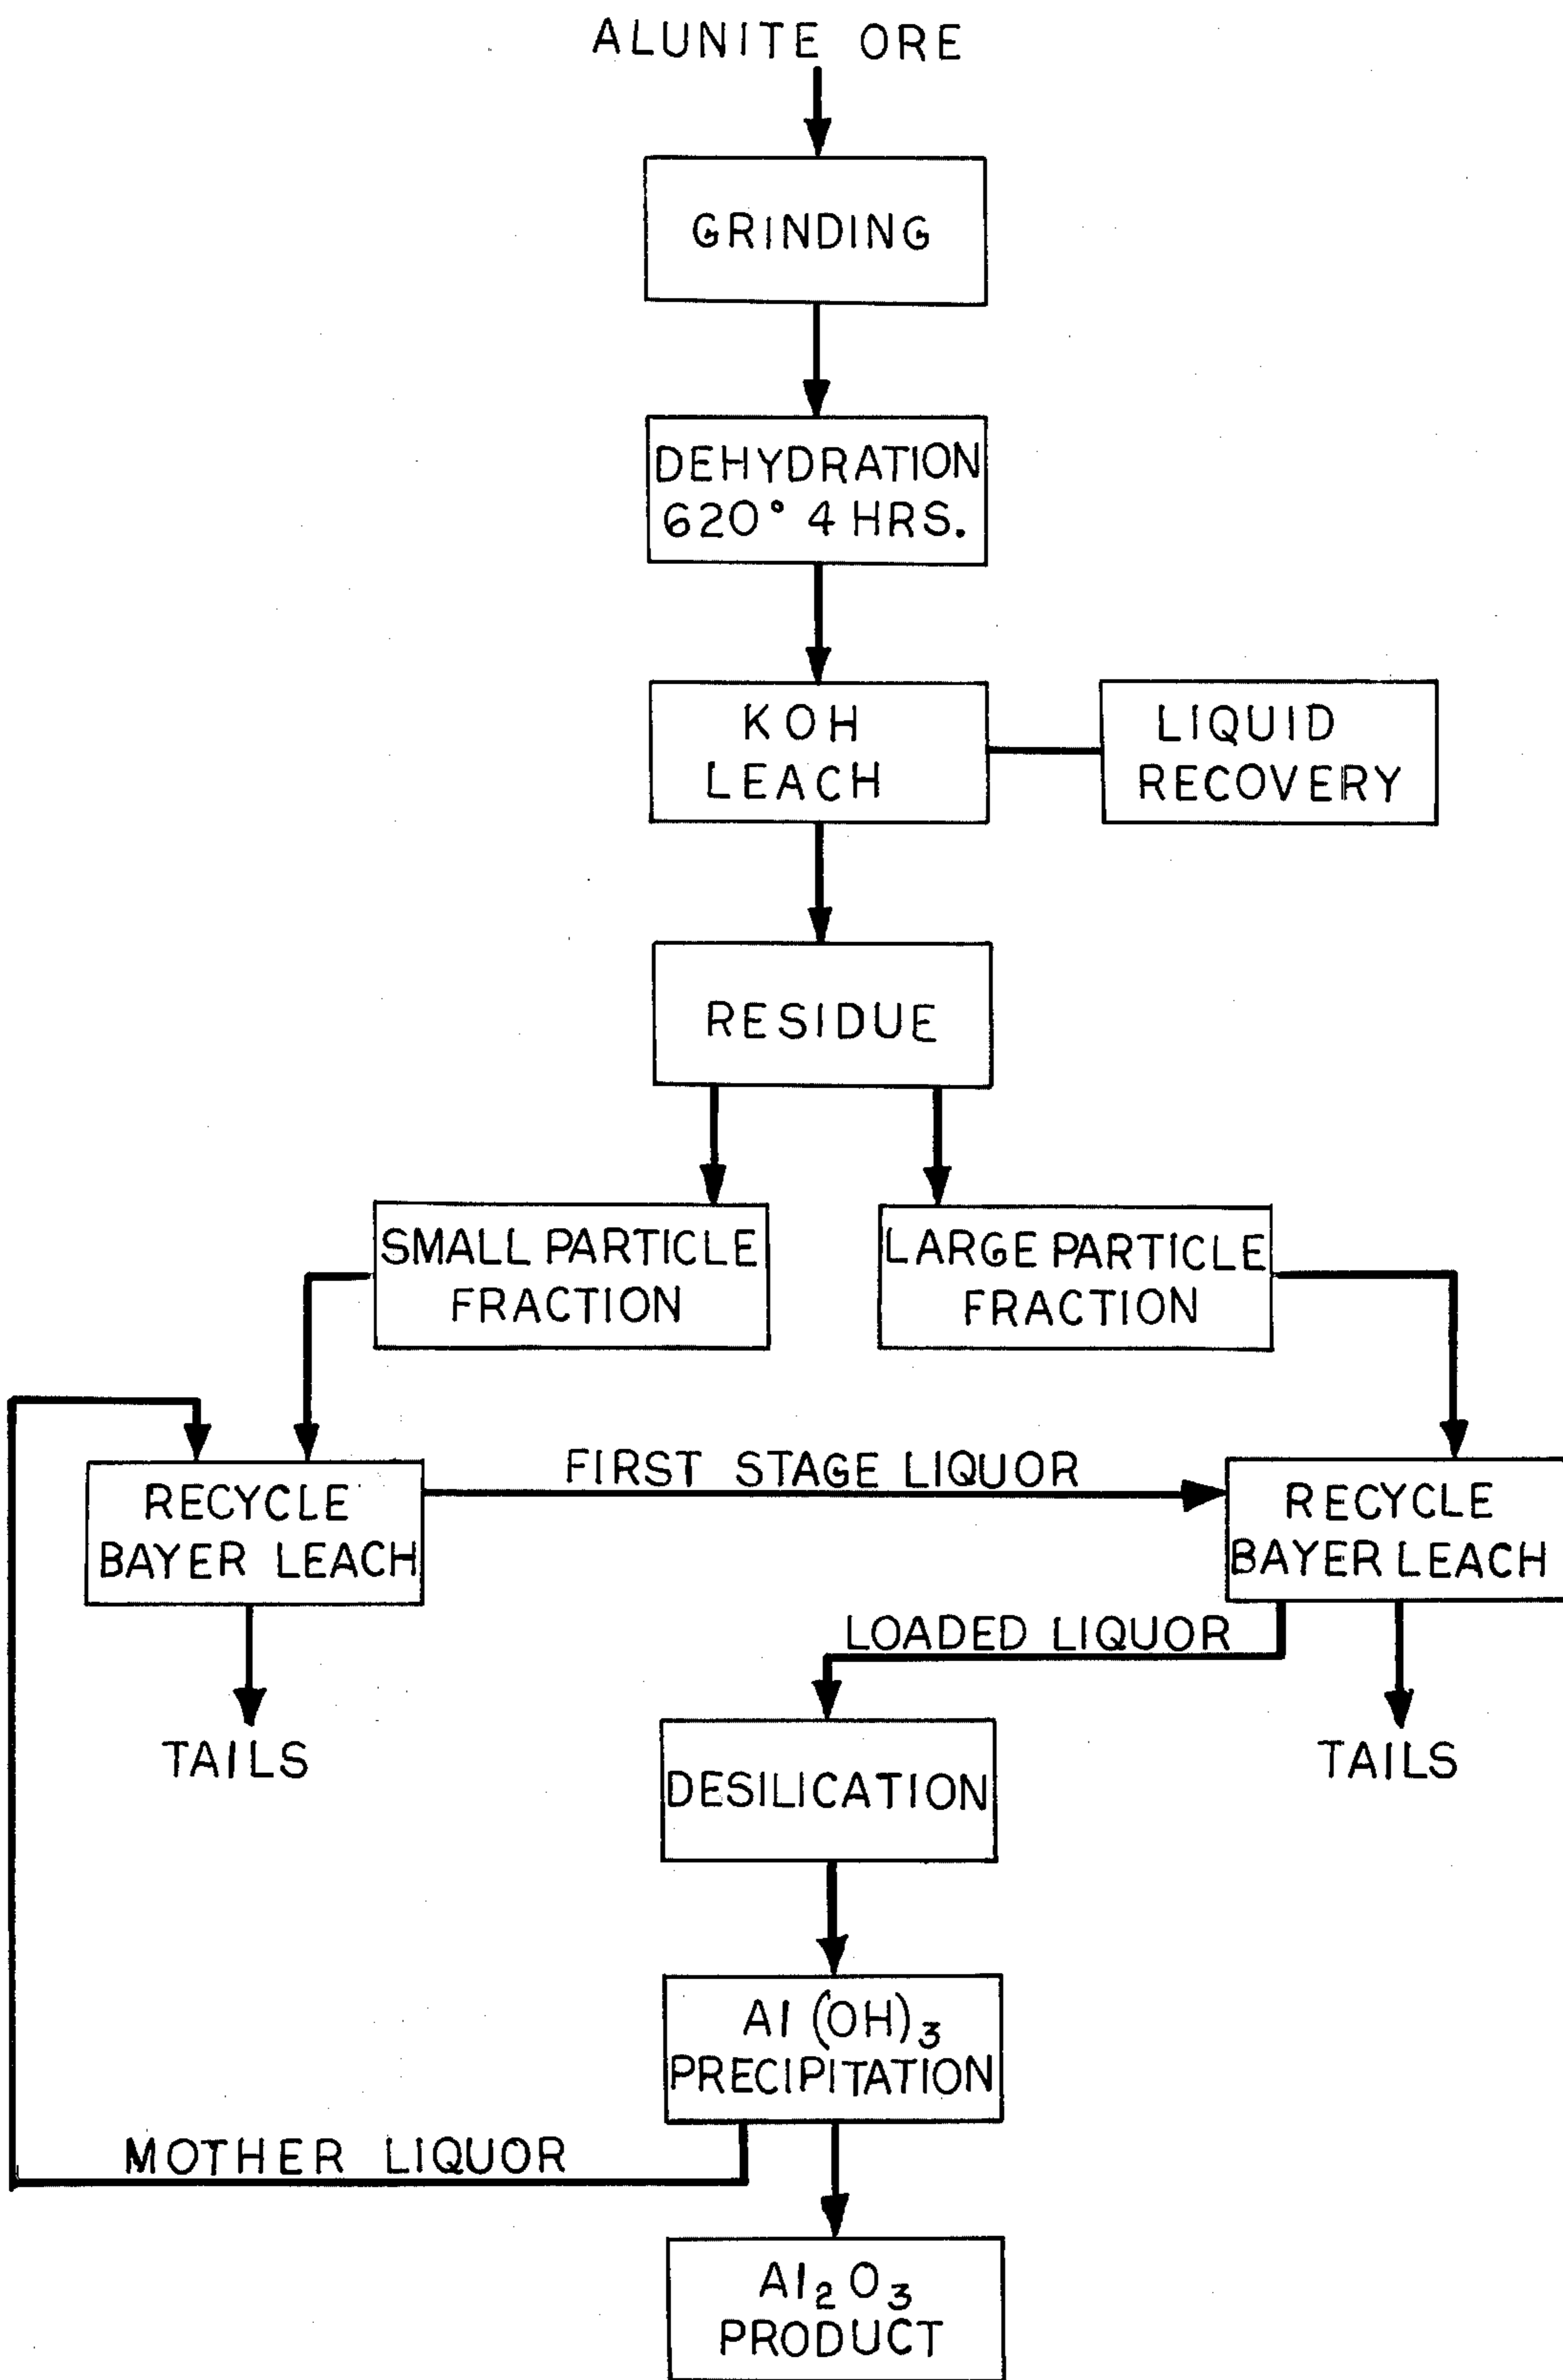 ALUNITE ORE
GRINDING
DEHYDRATION
620° 4 HRS.
KOH
LEACH
LIQUID
RECOVERY
RESIDUE
SMALL PARTICLE
FRACTION
LARGE PARTICLE
FRACTION
FIRST STAGE LIQUOR
RECYCLE
BAYER LEACH
RECYCLE
BAYER LEACH
LOADED LIQUOR
TAILS
TAILS
DESILICATION
Al (OH)₃
PRECIPITATION
MOTHER LIQUOR
Al₂O₃
PRODUCT